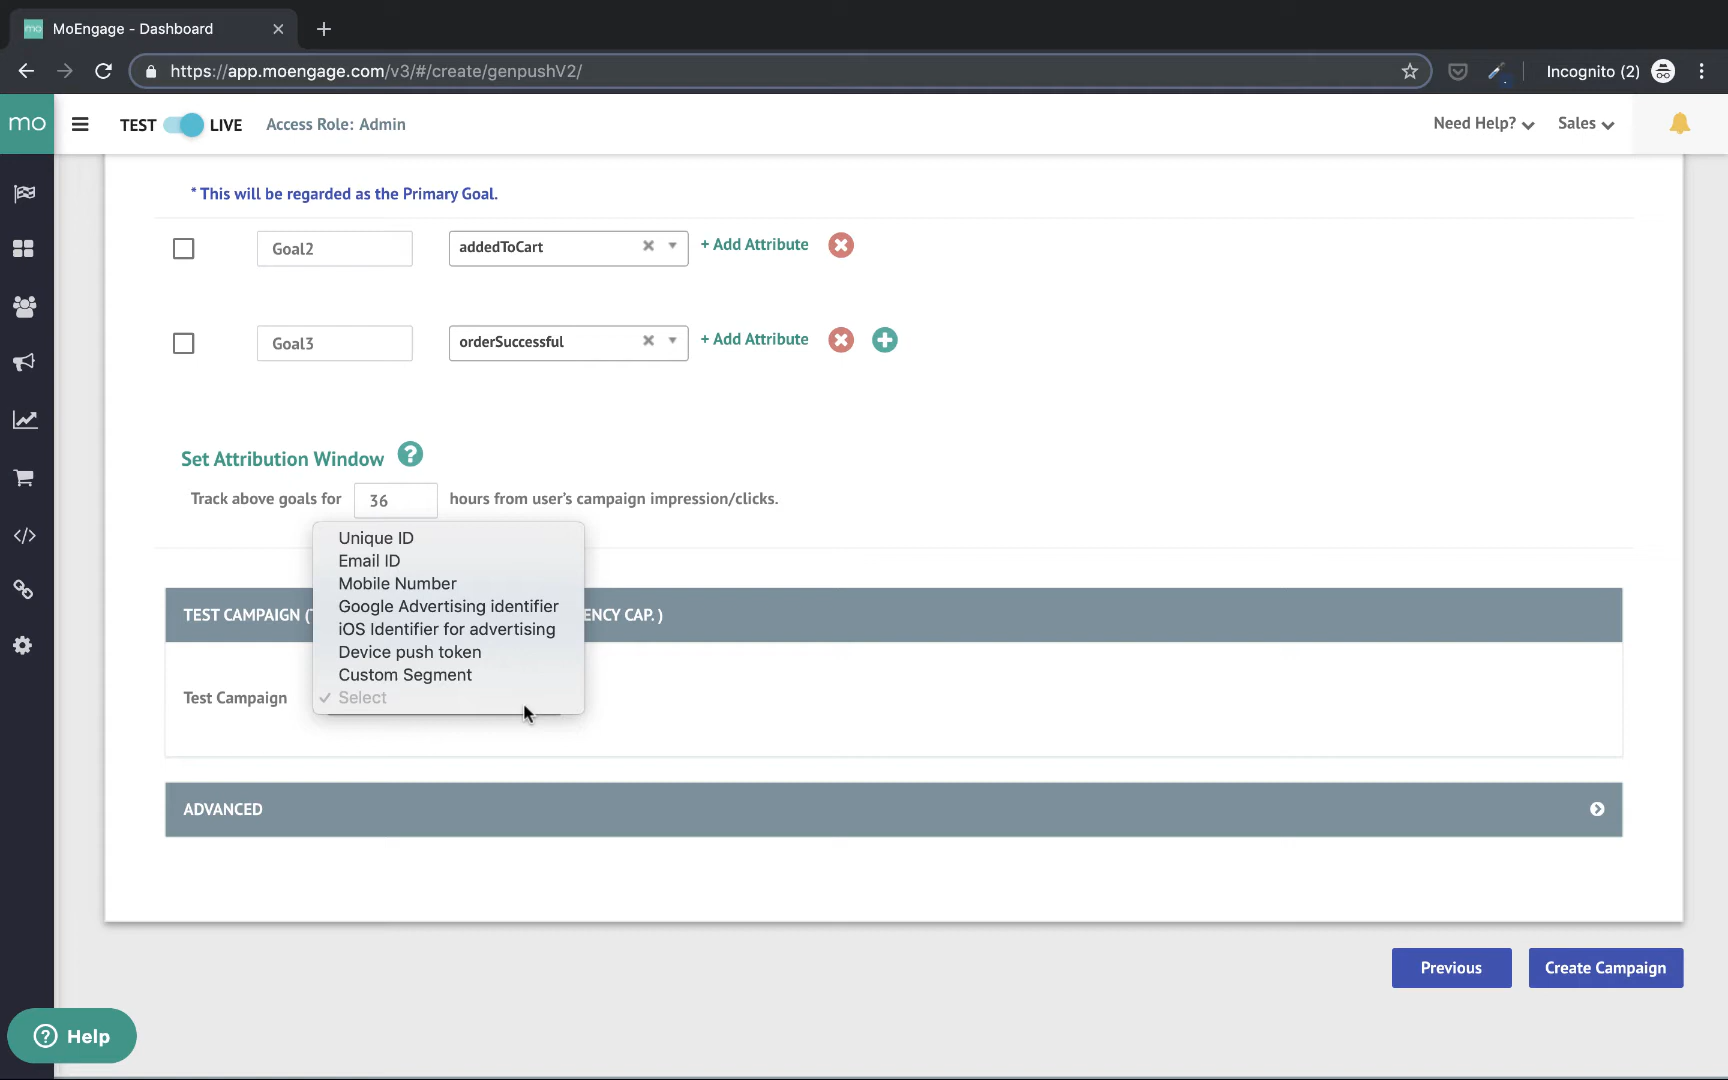 mo MoEngage - Dashboard
https://app.moengage.com/v3/#/create/genpushV2/
Incognito (2)
mo TEST LIVE Access Role: Admin
Need Help? Sales
* This will be regarded as the Primary Goal.
Goal2 addedToCart + Add Attribute
Goal3 orderSuccessful + Add Attribute
Set Attribution Window ?
Track above goals for 36 hours from user's campaign impression/clicks.
Unique ID
Email ID
Mobile Number
Google Advertising identifier
TEST CAMPAIGN ( ENCY CAP. )
iOS Identifier for advertising
Device push token
Custom Segment
Test Campaign Select
ADVANCED
Previous Create Campaign
? Help